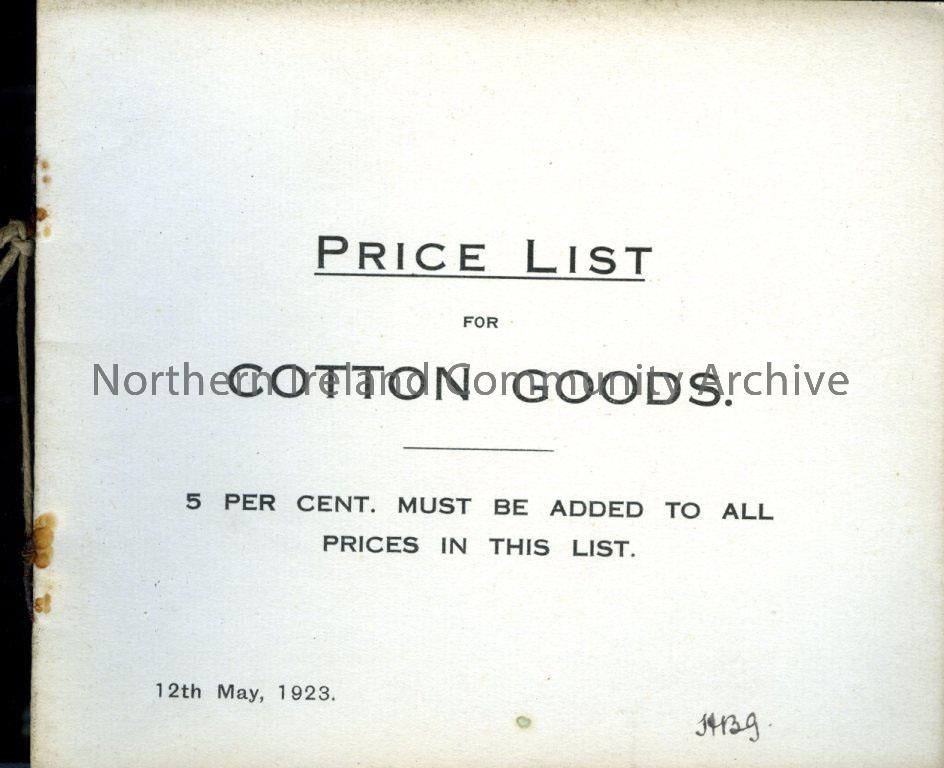 PRICE LIST
FOR
COTTON GOODS.
Northern Ireland Community Archive
5 PER CENT. MUST BE ADDED TO ALL
PRICES IN THIS LIST.
12th May, 1923.
HBG.